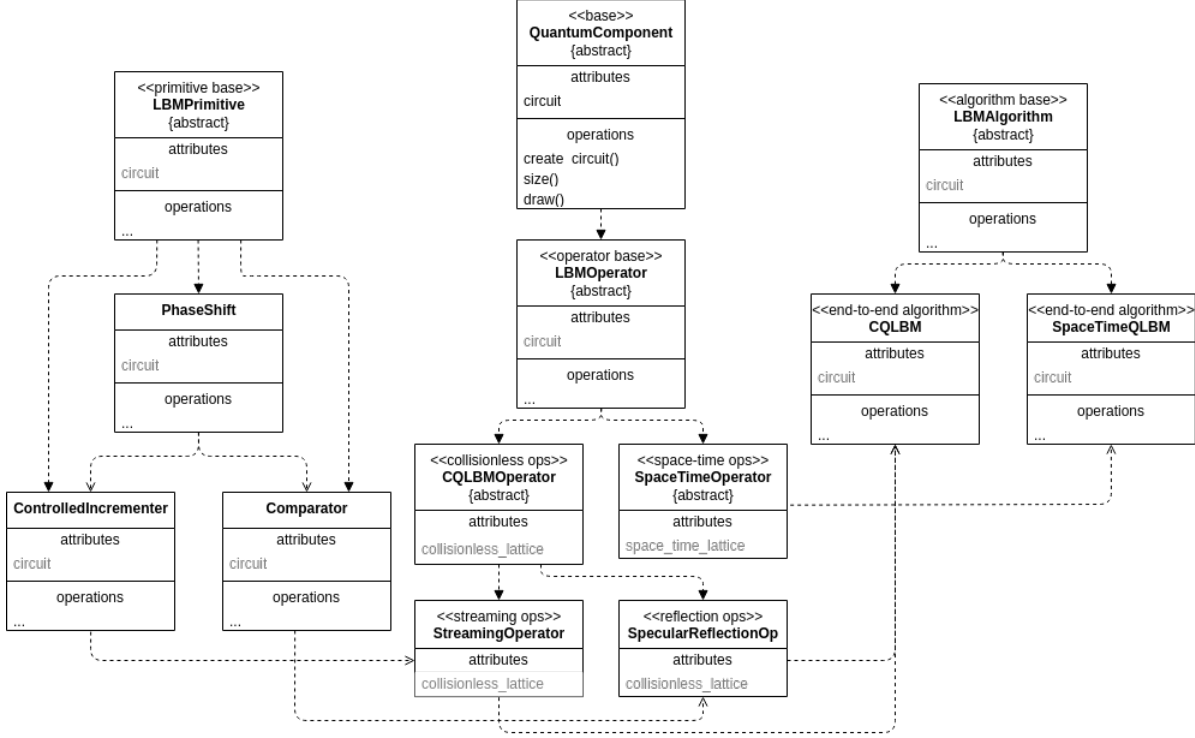 <<base>>
QuantumComponent
{abstract}
attributes
circuit
operations
create  circuit()
size()
draw()
<<primitive base>>
LBMPrimitive
{abstract}
attributes
circuit
operations
...
<<algorithm base>>
LBMAlgorithm
{abstract}
attributes
circuit
operations
...
<<operator base>>
LBMOperator
{abstract}
attributes
circuit
operations
...
PhaseShift
attributes
circuit
operations
...
<<end-to-end algorithm>>
CQLBM
attributes
circuit
operations
...
<<end-to-end algorithm>>
SpaceTimeQLBM
attributes
circuit
operations
...
<<collisionless ops>>
CQLBMOperator
{abstract}
attributes
collisionless_lattice
<<space-time ops>>
SpaceTimeOperator
{abstract}
attributes
space_time_lattice
ControlledIncrementer
attributes
circuit
operations
...
Comparator
attributes
circuit
operations
...
<<streaming ops>>
StreamingOperator
attributes
collisionless_lattice
<<reflection ops>>
SpecularReflectionOp
attributes
collisionless_lattice